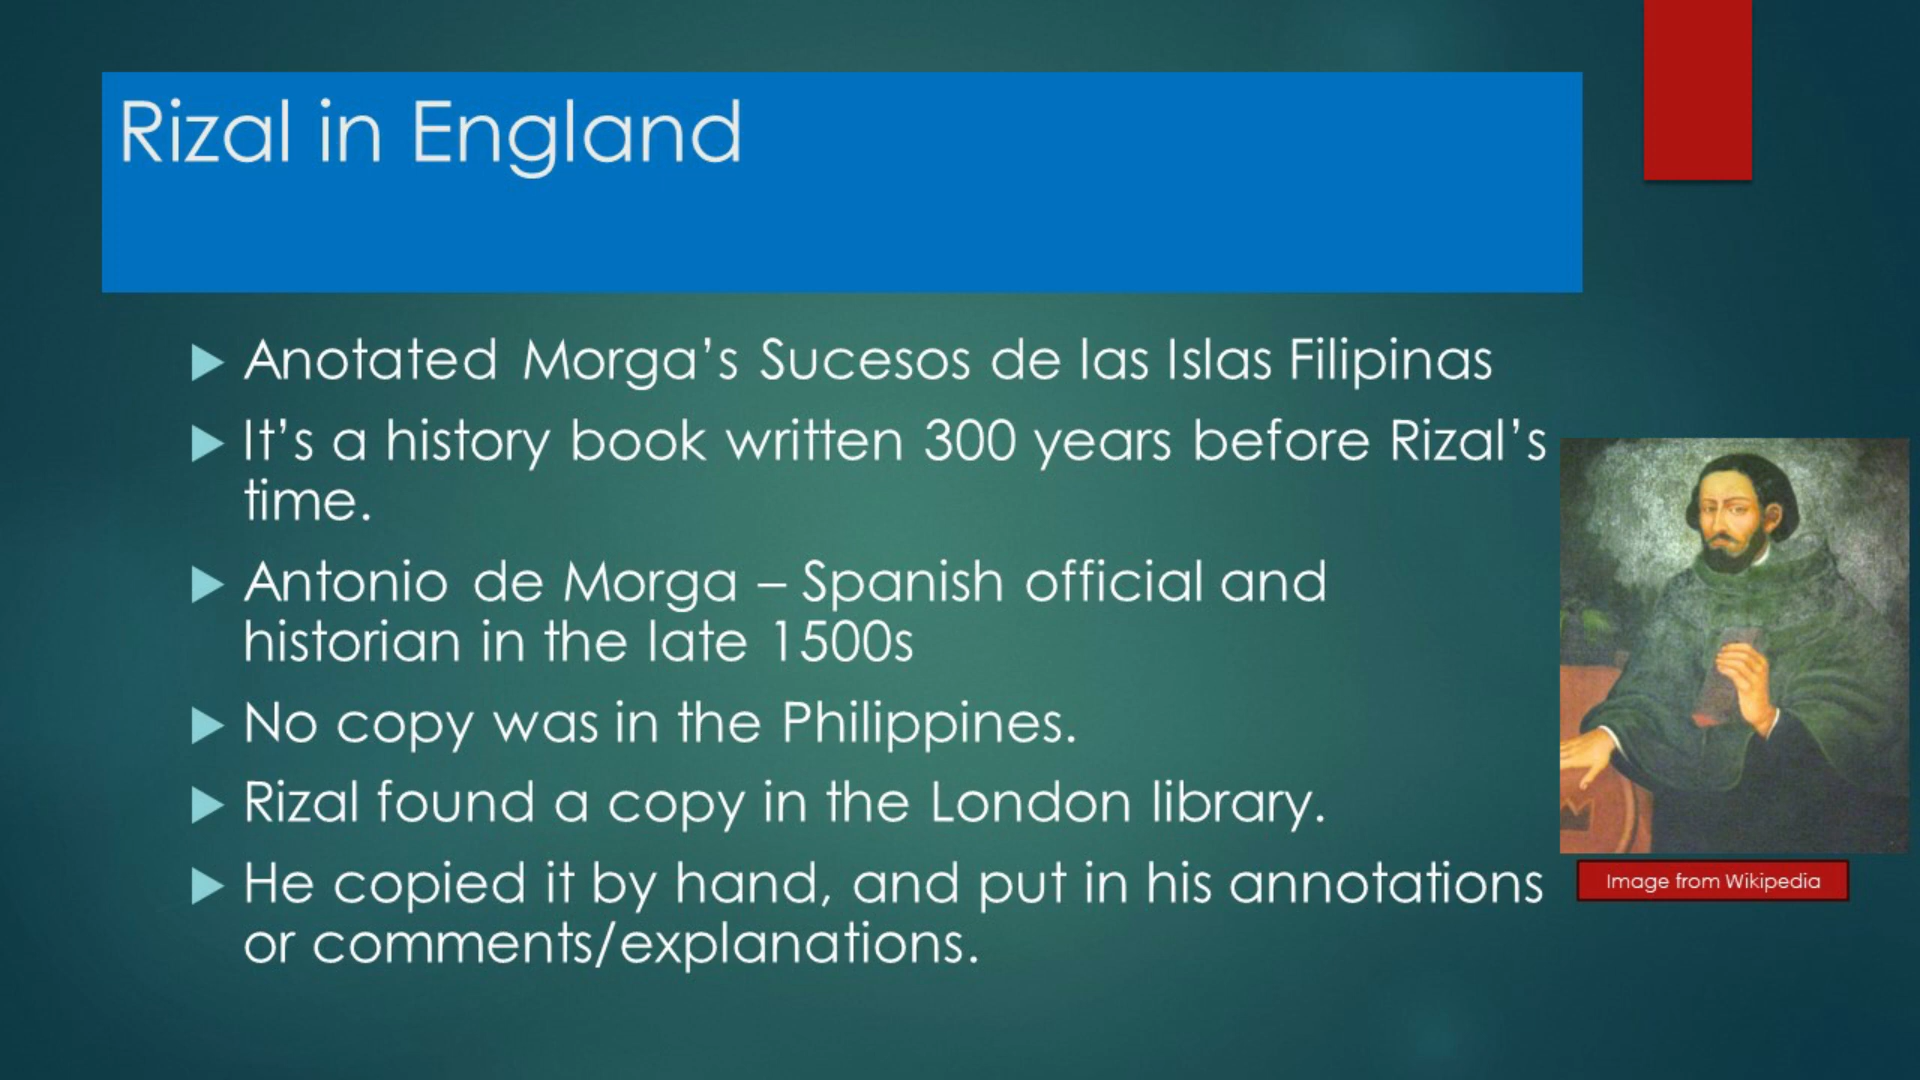 Rizal in England
Anotated Morga’s Sucesos de las Islas Filipinas
It’s a history book written 300 years before Rizal’s
time.
Antonio de Morga – Spanish official and
historian in the late 1500s
No copy was in the Philippines.
Rizal found a copy in the London library.
He copied it by hand, and put in his annotations
or comments/explanations.
Image from Wikipedia